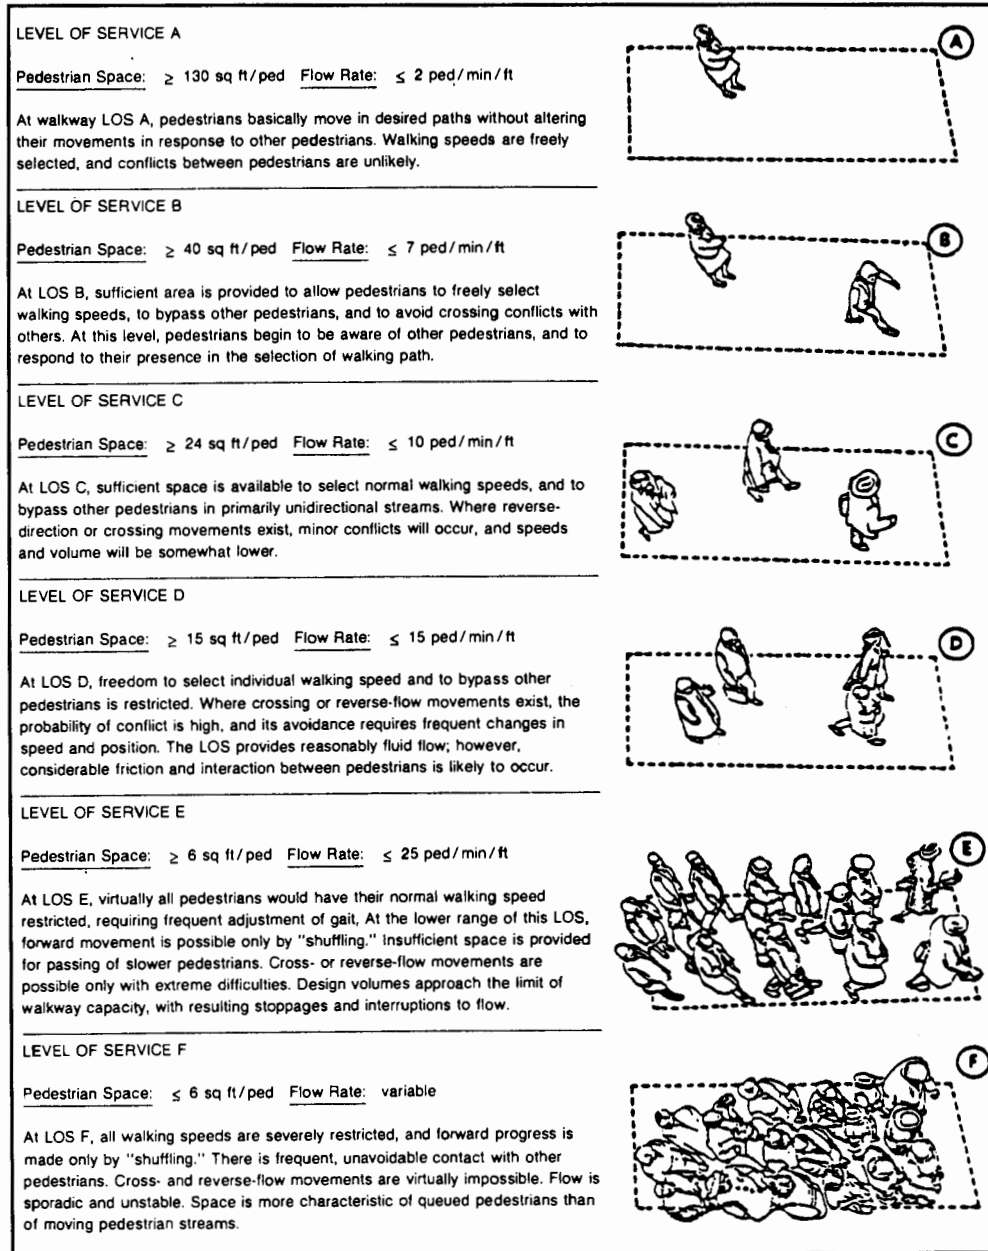 LEVEL OF SERVICE A
A
Pedestrian Space: ≥ 130 sq ft/ped Flow Rate: ≤ 2 ped/min/ft
At walkway LOS A, pedestrians basically move in desired paths without altering
their movements in response to other pedestrians. Walking speeds are freely
selected, and conflicts between pedestrians are unlikely.
LEVEL OF SERVICE B
B
Pedestrian Space: ≥ 40 sq ft/ped Flow Rate: ≤ 7 ped/min/ft
At LOS B, sufficient area is provided to allow pedestrians to freely select
walking speeds, to bypass other pedestrians, and to avoid crossing conflicts with
others. At this level, pedestrians begin to be aware of other pedestrians, and to
respond to their presence in the selection of walking path.
LEVEL OF SERVICE C
C
Pedestrian Space: ≥ 24 sq ft/ped Flow Rate: ≤ 10 ped/min/ft
At LOS C, sufficient space is available to select normal walking speeds, and to
bypass other pedestrians in primarily unidirectional streams. Where reverse-
direction or crossing movements exist, minor conflicts will occur, and speeds
and volume will be somewhat lower.
LEVEL OF SERVICE D
D
Pedestrian Space: ≥ 15 sq ft/ped Flow Rate: ≤ 15 ped/min/ft
At LOS D, freedom to select individual walking speed and to bypass other
pedestrians is restricted. Where crossing or reverse-flow movements exist, the
probability of conflict is high, and its avoidance requires frequent changes in
speed and position. The LOS provides reasonably fluid flow; however,
considerable friction and interaction between pedestrians is likely to occur.
LEVEL OF SERVICE E
E
Pedestrian Space: ≥ 6 sq ft/ped Flow Rate: ≤ 25 ped/min/ft
At LOS E, virtually all pedestrians would have their normal walking speed
restricted, requiring frequent adjustment of gait, At the lower range of this LOS,
forward movement is possible only by "shuffling." Insufficient space is provided
for passing of slower pedestrians. Cross- or reverse-flow movements are
possible only with extreme difficulties. Design volumes approach the limit of
walkway capacity, with resulting stoppages and interruptions to flow.
LEVEL OF SERVICE F
F
Pedestrian Space: ≤ 6 sq ft/ped Flow Rate: variable
At LOS F, all walking speeds are severely restricted, and forward progress is
made only by "shuffling." There is frequent, unavoidable contact with other
pedestrians. Cross- and reverse-flow movements are virtually impossible. Flow is
sporadic and unstable. Space is more characteristic of queued pedestrians than
of moving pedestrian streams.